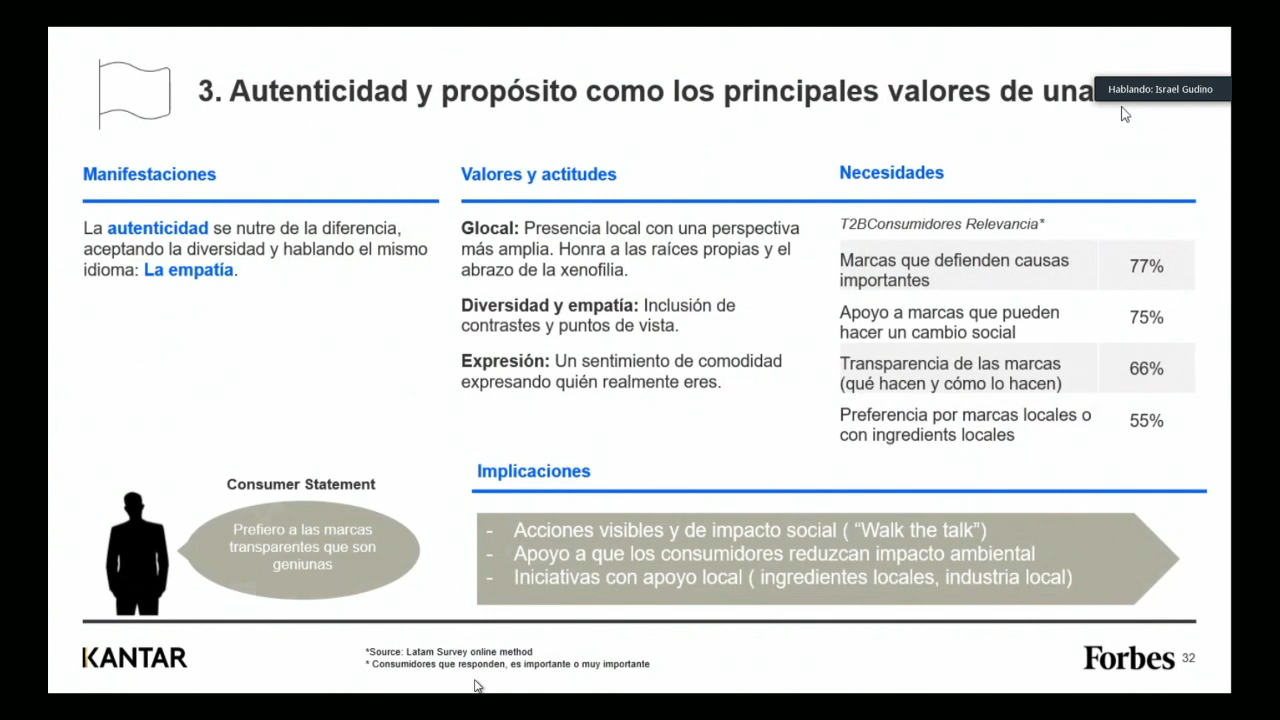 3. Autenticidad y propósito como los principales valores de una
Hablando: Israel Gudino
Manifestaciones
La autenticidad se nutre de la diferencia,
aceptando la diversidad y hablando el mismo
idioma: La empatía.
Valores y actitudes
Glocal: Presencia local con una perspectiva
más amplia. Honra a las raíces propias y el
abrazo de la xenofilia.
Diversidad y empatía: Inclusión de
contrastes y puntos de vista.
Expresión: Un sentimiento de comodidad
expresando quién realmente eres.
Necesidades
T2BConsumidores Relevancia*
Marcas que defienden causas
importantes
77%
Apoyo a marcas que pueden
hacer un cambio social
75%
Transparencia de las marcas
(qué hacen y cómo lo hacen)
66%
Preferencia por marcas locales o
con ingredients locales
55%
Consumer Statement
Prefiero a las marcas
transparentes que son
geniunas
Implicaciones
- Acciones visibles y de impacto social ( “Walk the talk”)
- Apoyo a que los consumidores reduzcan impacto ambiental
- Iniciativas con apoyo local ( ingredientes locales, industria local)
KANTAR
*Source: Latam Survey online method
* Consumidores que responden, es importante o muy importante
Forbes 32